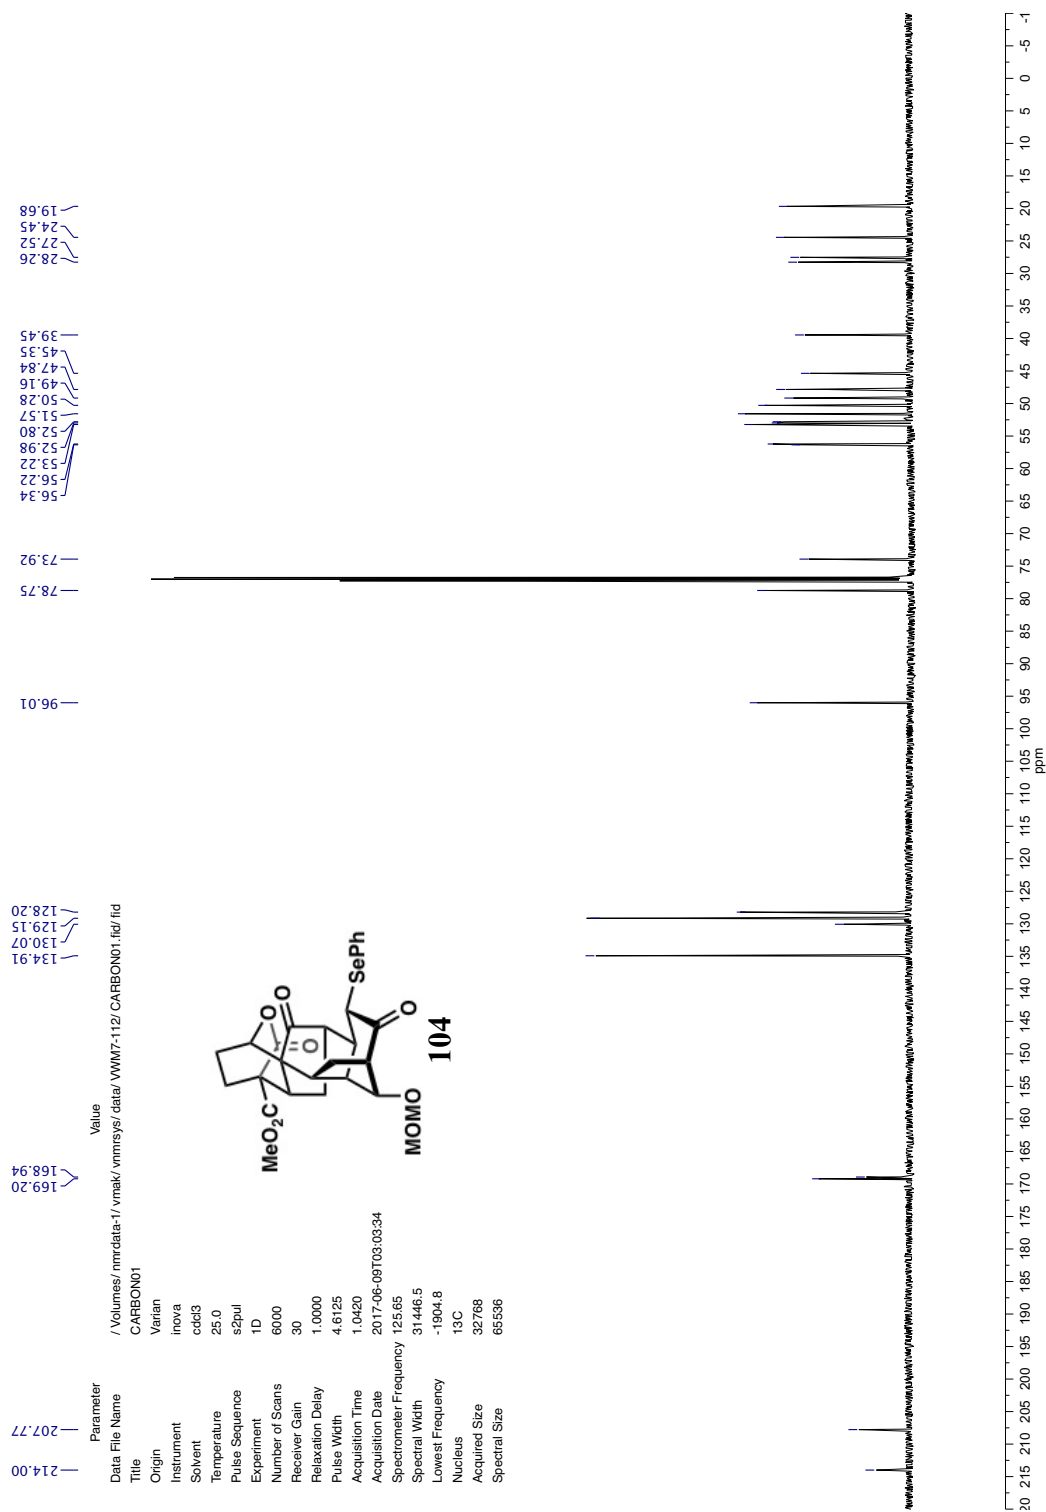 Parameter Value
Data File Name / Volumes/ nmrdata-1/ vmak/ vnmrsys/ data/ VWM7-112/ CARBON01.fid/ fid
Title CARBON01
Origin Varian
Instrument inova
Solvent cdcl3
Temperature 25.0
Pulse Sequence s2pul
Experiment 1D
Number of Scans 6000
Receiver Gain 30
Relaxation Delay 1.0000
Pulse Width 4.6125
Acquisition Time 1.0420
Acquisition Date 2017-06-09T03:03:34
Spectrometer Frequency 125.65
Spectral Width 31446.5
Lowest Frequency -1904.8
Nucleus 13C
Acquired Size 32768
Spectral Size 65536
MeO2C
O
O
O
SePh
O
MOMO
104
214.00
207.77
169.20
168.94
134.91
130.07
129.15
128.20
96.01
78.75
73.92
56.34
56.22
53.22
52.98
52.80
51.57
50.28
49.16
47.84
45.35
39.45
28.26
27.52
24.45
19.68
20 215 210 205 200 195 190 185 180 175 170 165 160 155 150 145 140 135 130 125 120 115 110 105 100 95 90 85 80 75 70 65 60 55 50 45 40 35 30 25 20 15 10 5 0 -5 -1
ppm